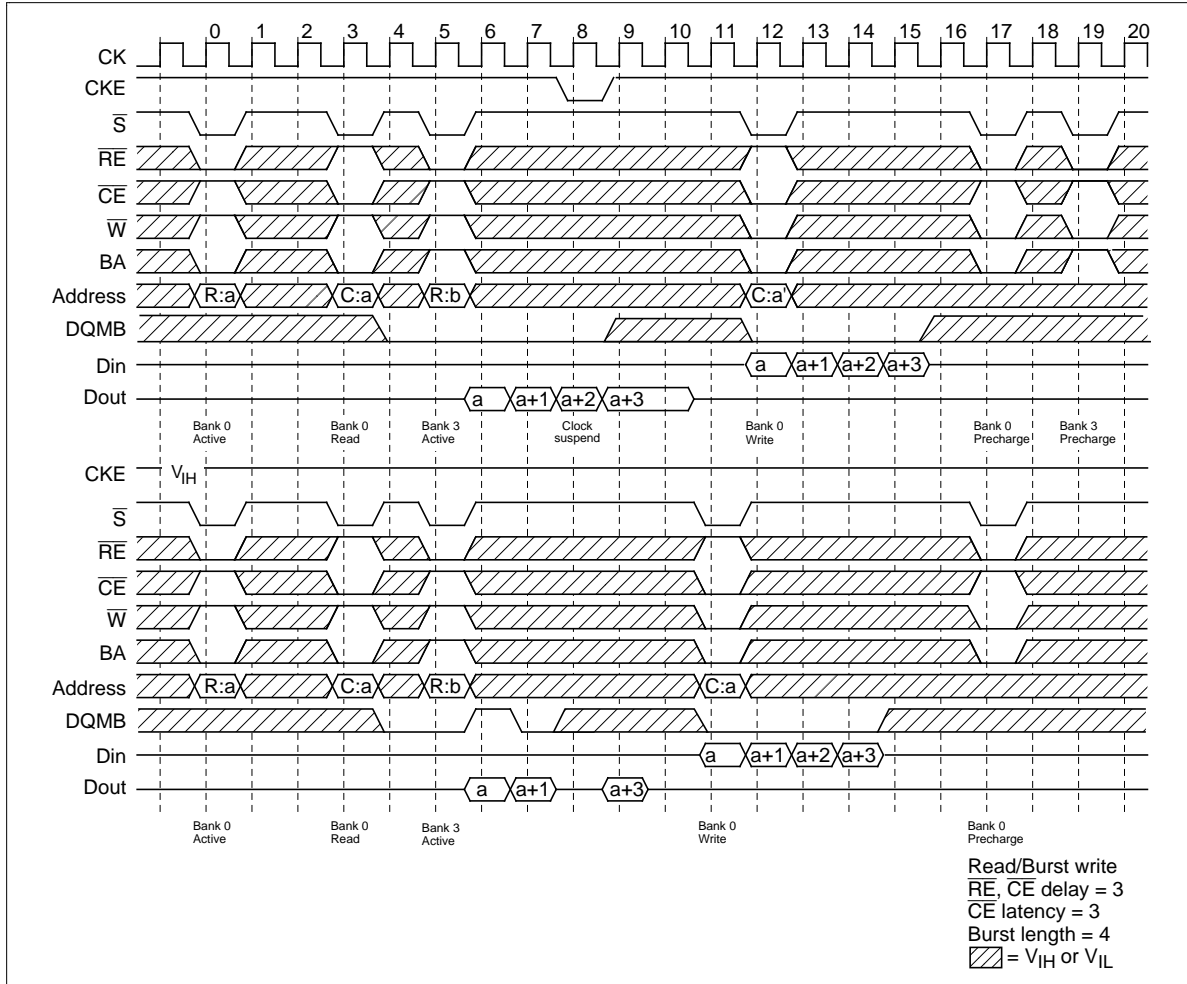 0 1 2 3 4 5 6 7 8 9 10 11 12 13 14 15 16 17 18 19 20
CK
CKE
S
RE
CE
W
BA
Address R:a C:a R:b C:a'
DQMB
Din a a+1 a+2 a+3
Dout a a+1 a+2 a+3
Bank 0 Active
Bank 0 Read
Bank 3 Active
Clock suspend
Bank 0 Write
Bank 0 Precharge
Bank 3 Precharge
CKE VIH
S
RE
CE
W
BA
Address R:a C:a R:b C:a
DQMB
Din a a+1 a+2 a+3
Dout a a+1 a+3
Bank 0 Active
Bank 0 Read
Bank 3 Active
Bank 0 Write
Bank 0 Precharge
Read/Burst write
RE, CE delay = 3
CE latency = 3
Burst length = 4
= VIH or VIL